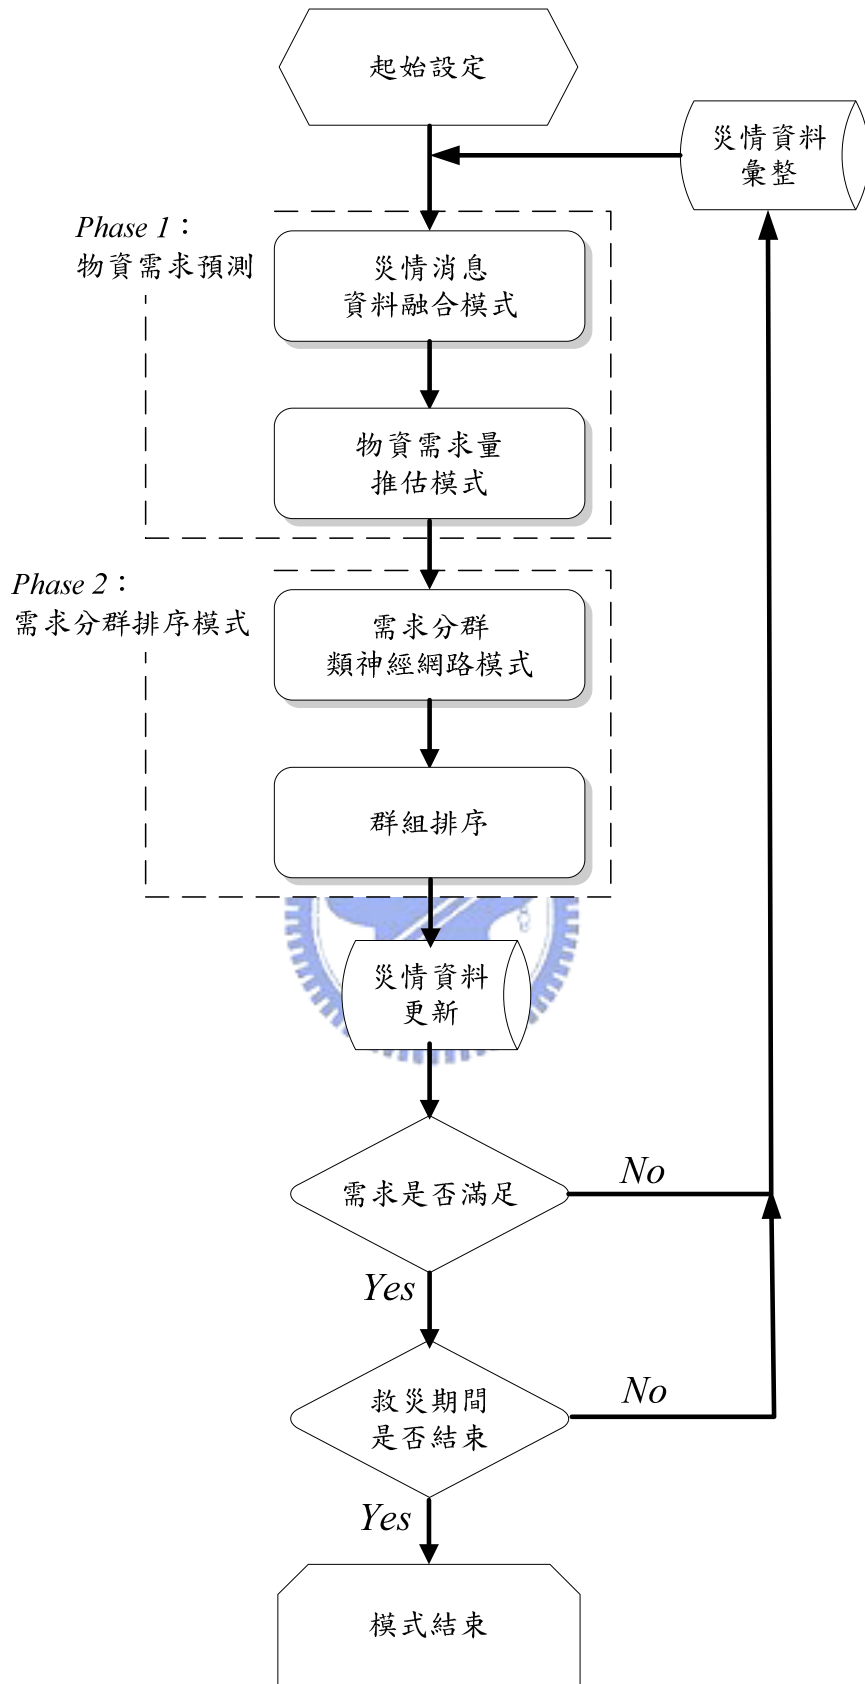 起始設定
災情資料
彙整
Phase 1：
物資需求預測
災情消息
資料融合模式
物資需求量
推估模式
Phase 2：
需求分群排序模式
需求分群
類神經網路模式
群組排序
災情資料
更新
需求是否滿足
No
Yes
救災期間
是否結束
No
Yes
模式結束